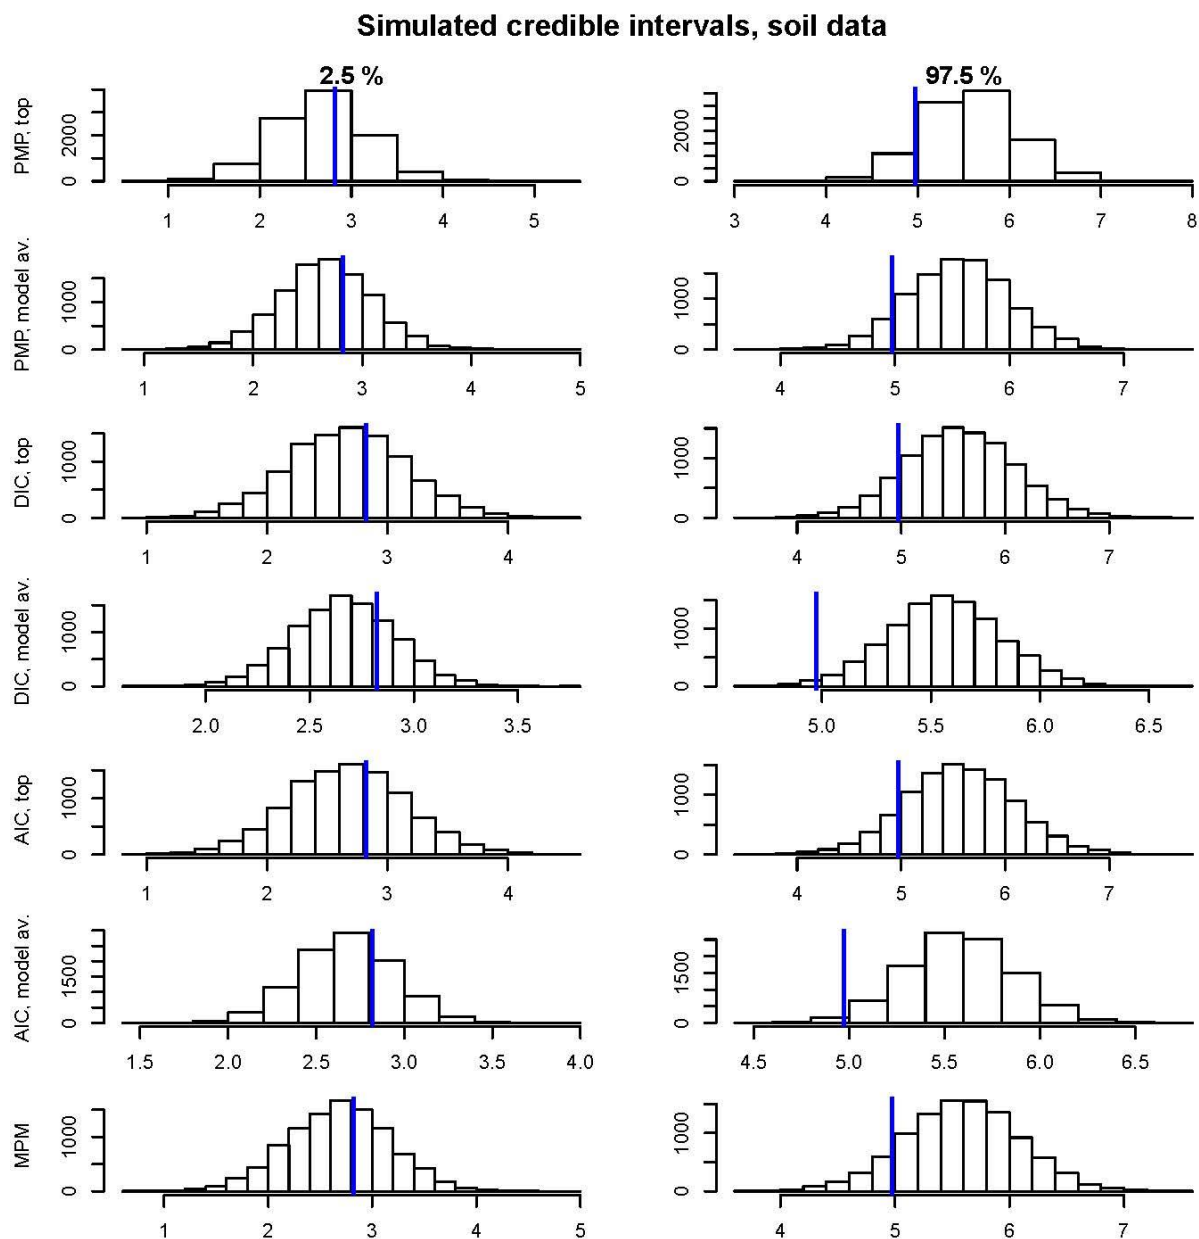 Simulated credible intervals, soil data
2.5 % 97.5 %
PMP, top
0 2000
1 2 3 4 5
0 2000
3 4 5 6 7 8
PMP, model av.
0 1000
1 2 3 4 5
0 1000
4 5 6 7
DIC, top
0 1000
1 2 3 4
0 1000
4 5 6 7
DIC, model av.
0 1000
2.0 2.5 3.0 3.5
0 1000
5.0 5.5 6.0 6.5
AIC, top
0 1000
1 2 3 4
0 1000
4 5 6 7
AIC, model av.
0 1500
1.5 2.0 2.5 3.0 3.5 4.0
0 1500
4.5 5.0 5.5 6.0 6.5
MPM
0 1000
1 2 3 4 5
0 1000
4 5 6 7